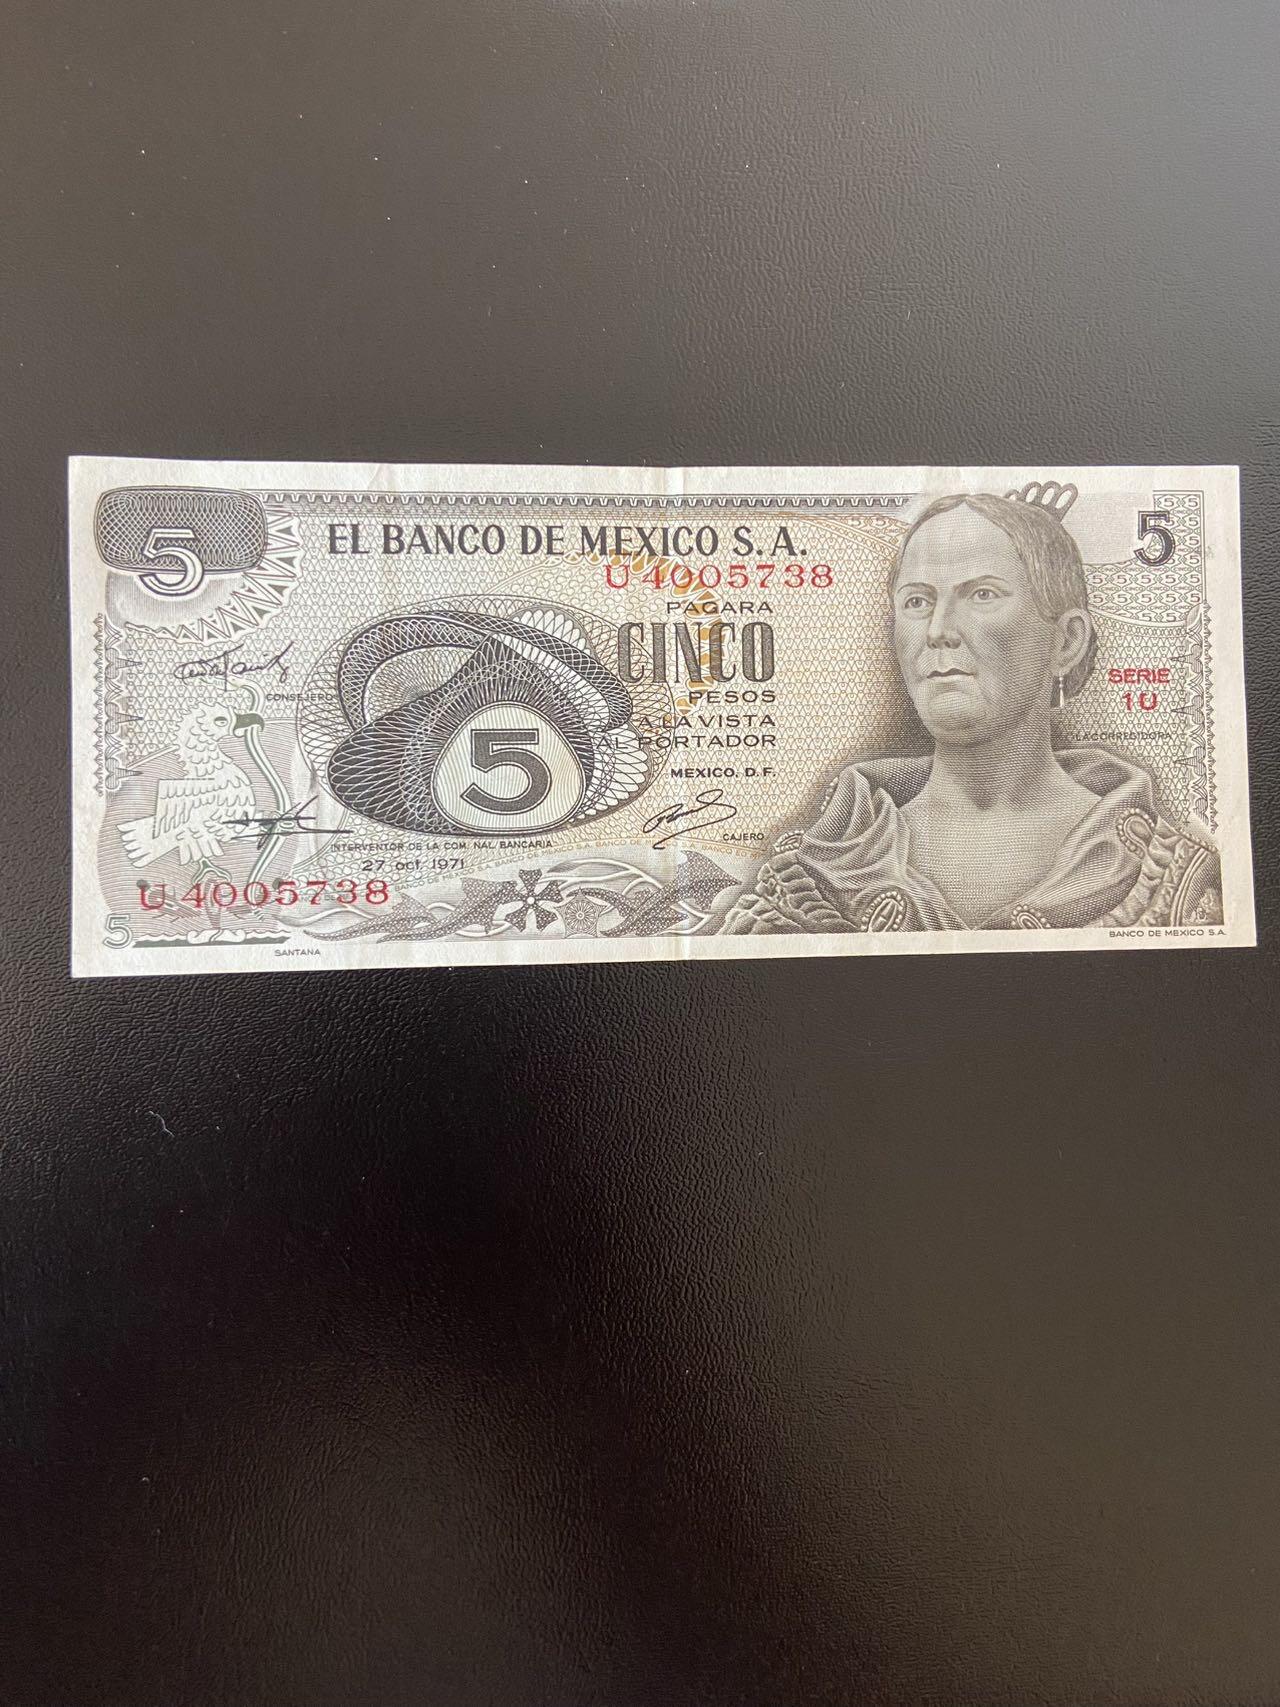 5
EL BANCO DE MEXICO S.A.
5
U 4005738
PAGARA
CINCO
PESOS
A LA VISTA
AL PORTADOR
MEXICO, D.F.
SERIE
1U
LA CORREGIDORA
CONSEJERO
5
CAJERO
INTERVENTOR DE LA COM. NAL. BANCARIA
27 oct. 1971
U 4005738
5
SANTANA
BANCO DE MEXICO S.A.